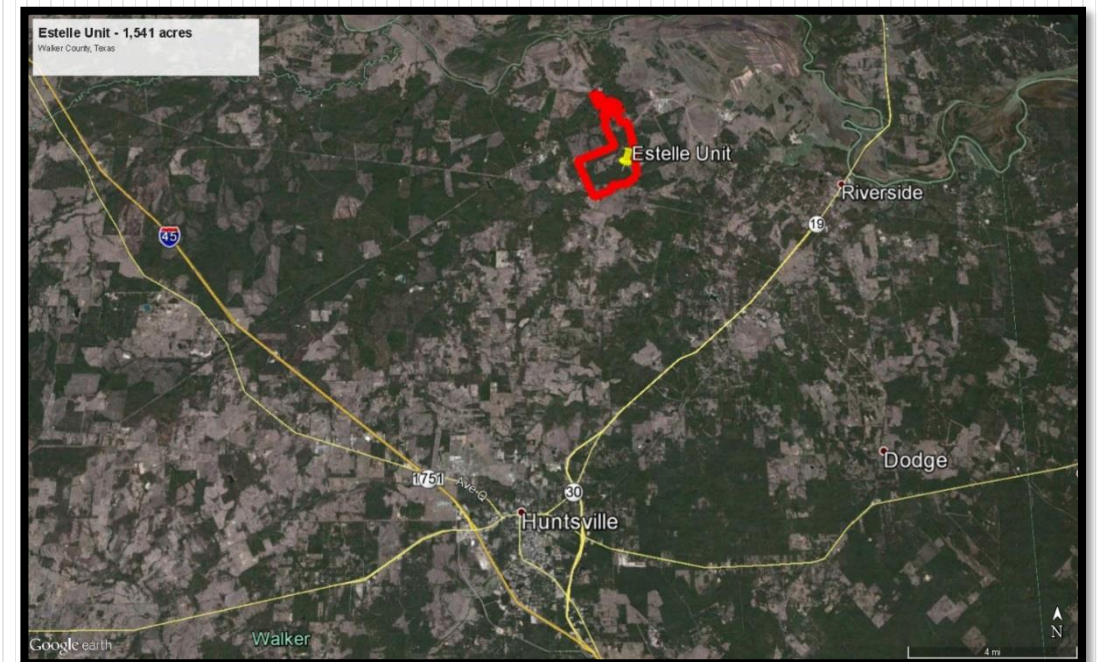 Estelle Unit - 1,541 acres
Walker County, Texas
Estelle Unit
Riverside
19
45
Dodge
1751
Ave Q
30
Huntsville
Walker
N
Google earth
4 mi